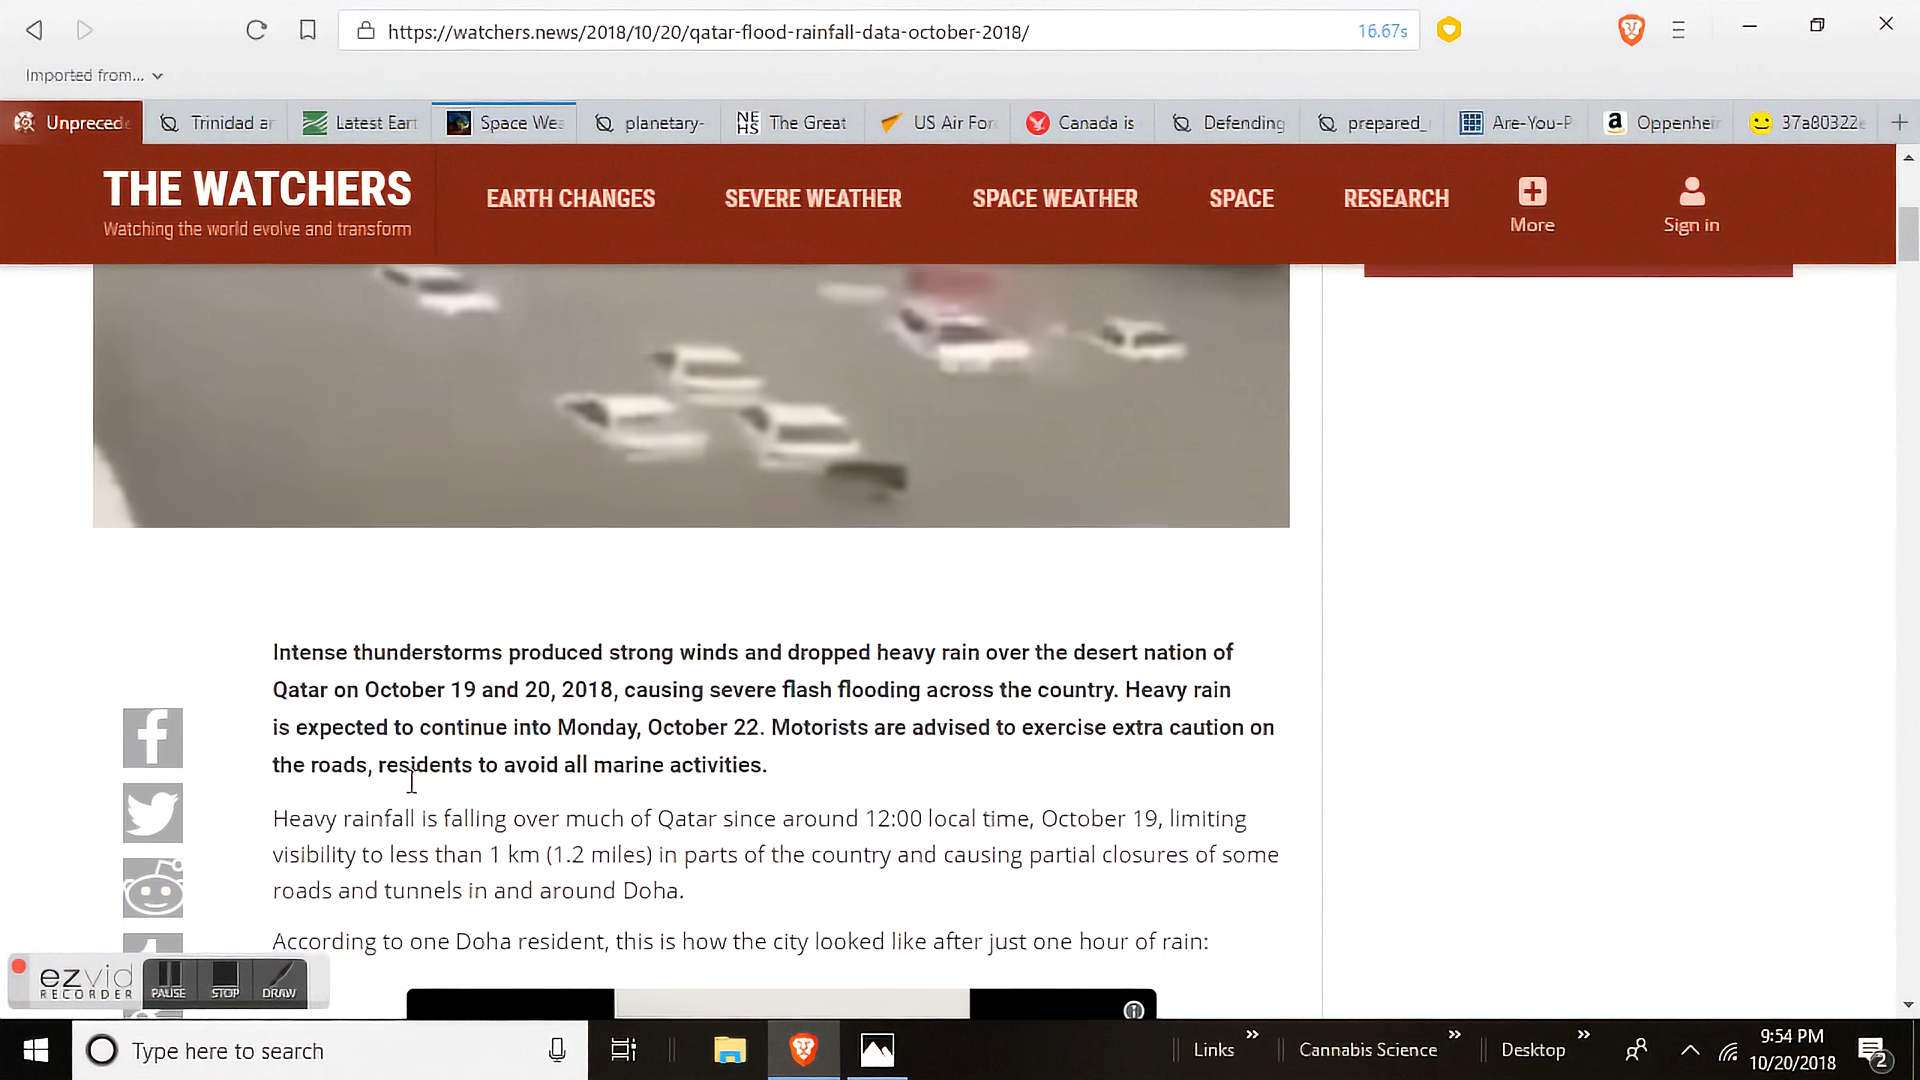 https://watchers.news/2018/10/20/qatar-flood-rainfall-data-october-2018/
16.67s
Imported from...
Unprecede
Trinidad ar
Latest Eart
Space Wea
planetary-
NE
HS
The Great
US Air For
Canada is
Defending
prepared_
Are-You-P
a
Oppenhei
37a80322
THE WATCHERS
Watching the world evolve and transform
EARTH CHANGES
SEVERE WEATHER
SPACE WEATHER
SPACE
RESEARCH
More
Sign in
Intense thunderstorms produced strong winds and dropped heavy rain over the desert nation of
Qatar on October 19 and 20, 2018, causing severe flash flooding across the country. Heavy rain
is expected to continue into Monday, October 22. Motorists are advised to exercise extra caution on
the roads, residents to avoid all marine activities.
Heavy rainfall is falling over much of Qatar since around 12:00 local time, October 19, limiting
visibility to less than 1 km (1.2 miles) in parts of the country and causing partial closures of some
roads and tunnels in and around Doha.
According to one Doha resident, this is how the city looked like after just one hour of rain:
ezvid
RECORDER
PAUSE
STOP
DRAW
Type here to search
Links
Cannabis Science
Desktop
9:54 PM
10/20/2018
2